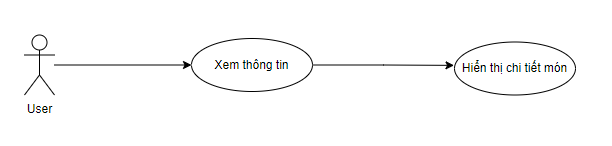 Xem thông tin
Hiển thị chi tiết món
User